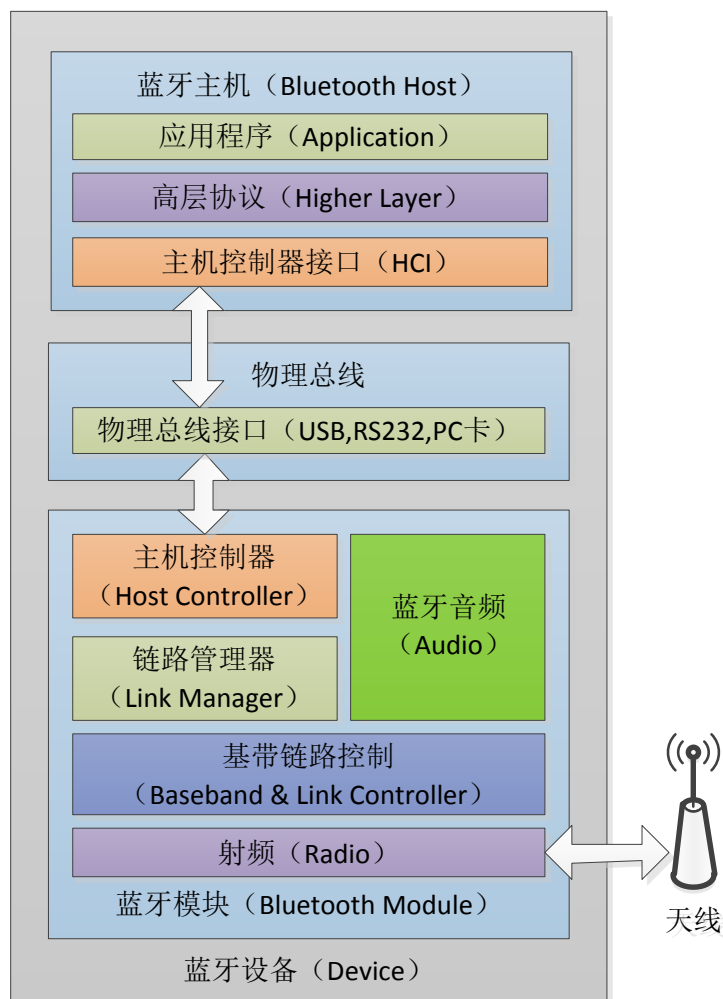 蓝牙主机（Bluetooth Host）
应用程序（Application）
高层协议（Higher Layer）
主机控制器接口（HCI）
物理总线
物理总线接口（USB,RS232,PC卡）
主机控制器
（Host Controller）
蓝牙音频
（Audio）
链路管理器
（Link Manager）
基带链路控制
（Baseband & Link Controller）
射频（Radio）
蓝牙模块（Bluetooth Module）
天线
蓝牙设备（Device）